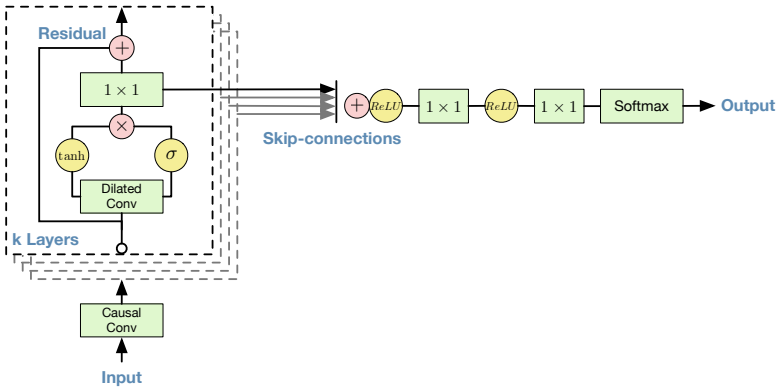 Residual
+
1 × 1
×
tanh
σ
Dilated
Conv
k Layers
Causal
Conv
Input
Skip-connections
+
ReLU
1 × 1
ReLU
1 × 1
Softmax
Output